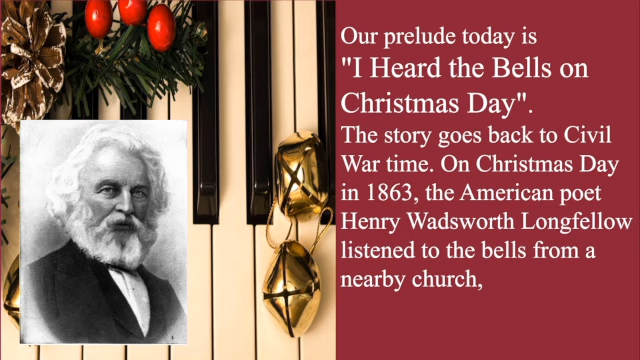 Our prelude today is
"I Heard the Bells on
Christmas Day".
The story goes back to Civil
War time. On Christmas Day
in 1863, the American poet
Henry Wadsworth Longfellow
listened to the bells from a
nearby church,